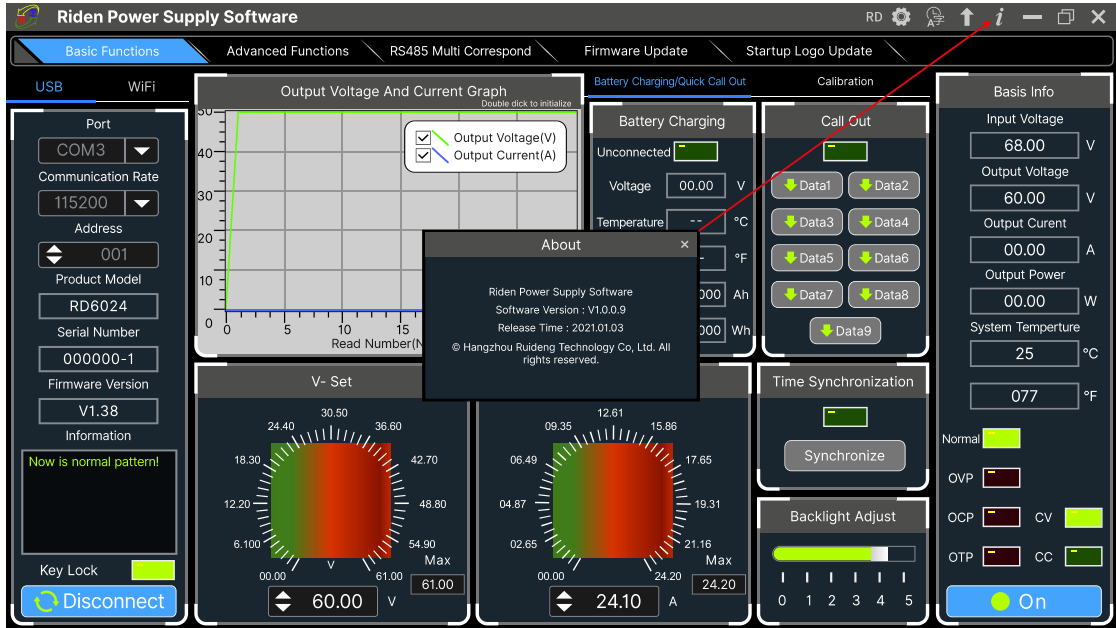 Riden Power Supply Software
RD
Basic Functions
Advanced Functions
RS485 Multi Correspond
Firmware Update
Startup Logo Update
USB
WiFi
Port
COM3
Communication Rate
115200
Address
001
Product Model
RD6024
Serial Number
000000-1
Firmware Version
V1.38
Information
Now is normal pattern!
Key Lock
Disconnect
Output Voltage And Current Graph
Double dick to initialize
Output Voltage(V)
Output Current(A)
50
40
30
20
10
0
0 5 10 15
Read Number(N
Battery Charging/Quick Call Out
Calibration
Battery Charging
Unconnected
Voltage 00.00 V
Temperature -- °C
- °F
000 Ah
000 Wh
Call Out
Data1 Data2
Data3 Data4
Data5 Data6
Data7 Data8
Data9
About
Riden Power Supply Software
Software Version : V1.0.0.9
Release Time : 2021.01.03
© Hangzhou Ruideng Technology Co, Ltd. All
rights reserved.
V- Set
30.50
24.40 36.60
18.30 42.70
12.20 48.80
6.100 54.90
00.00 V 61.00
Max
61.00
60.00 V
12.61
09.35 15.86
06.49 17.65
04.87 19.31
02.65 21.16
00.00 24.20
Max
24.20
24.10 A
Time Synchronization
Synchronize
Backlight Adjust
0 1 2 3 4 5
Basis Info
Input Voltage
68.00 V
Output Voltage
60.00 V
Output Curent
00.00 A
Output Power
00.00 W
System Temperture
25 °C
077 °F
Normal
OVP
OCP CV
OTP CC
On